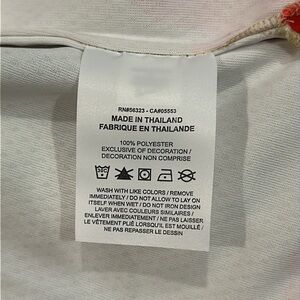 RN#56323 - CA#05553
MADE IN THAILAND
FABRIQUE EN THAILANDE
100% POLYESTER
EXCLUSIVE OF DECORATION /
DECORATION NON COMPRISE
WASH WITH LIKE COLORS / REMOVE
IMMEDIATELY / DO NOT ALLOW TO LAY ON
ITSELF WHEN WET / DO NOT IRON DESIGN
LAVER AVEC COULEURS SIMILAIRES /
ENLEVER IMMEDIATEMENT / NE PAS LAISSER
LE VÊTEMENT PLIÉ LORSQU'IL EST MOUILLÉ /
NE PAS REPASSER LE DESSIN